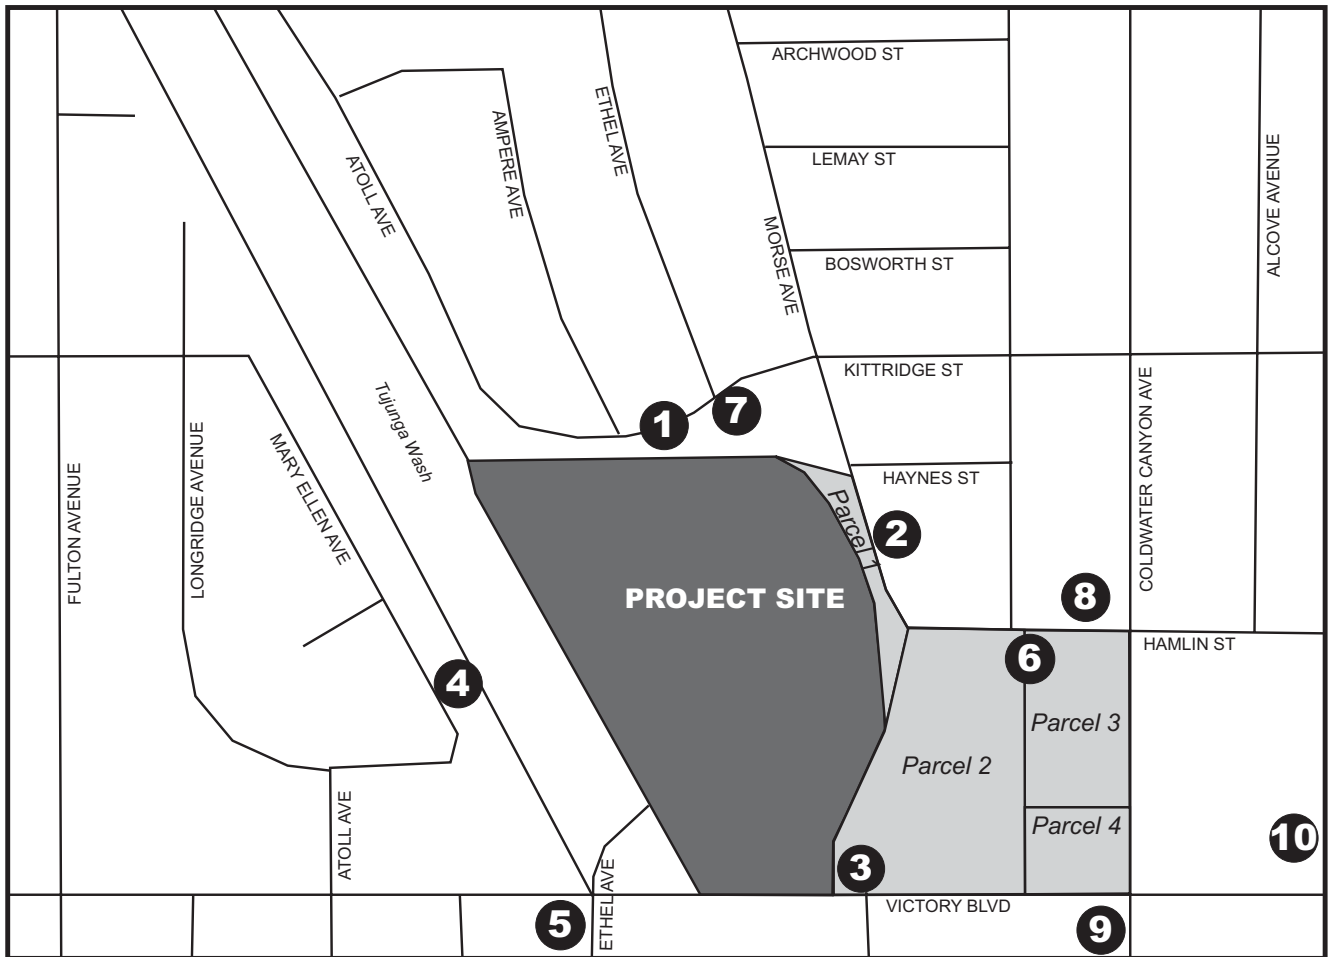 ARCHWOOD ST
ETHEL AVE
AMPERE AVE
LEMAY ST
ATOLL AVE
ALCOVE AVENUE
MORSE AVE
BOSWORTH ST
KITTRIDGE ST
Tujunga Wash
1
7
COLDWATER CANYON AVE
FULTON AVENUE
LONGRIDGE AVENUE
MARY ELLEN AVE
HAYNES ST
Parcel 1
2
PROJECT SITE
8
HAMLIN ST
6
4
Parcel 3
Parcel 2
Parcel 4
10
ATOLL AVE
3
ETHEL AVE
VICTORY BLVD
5
9